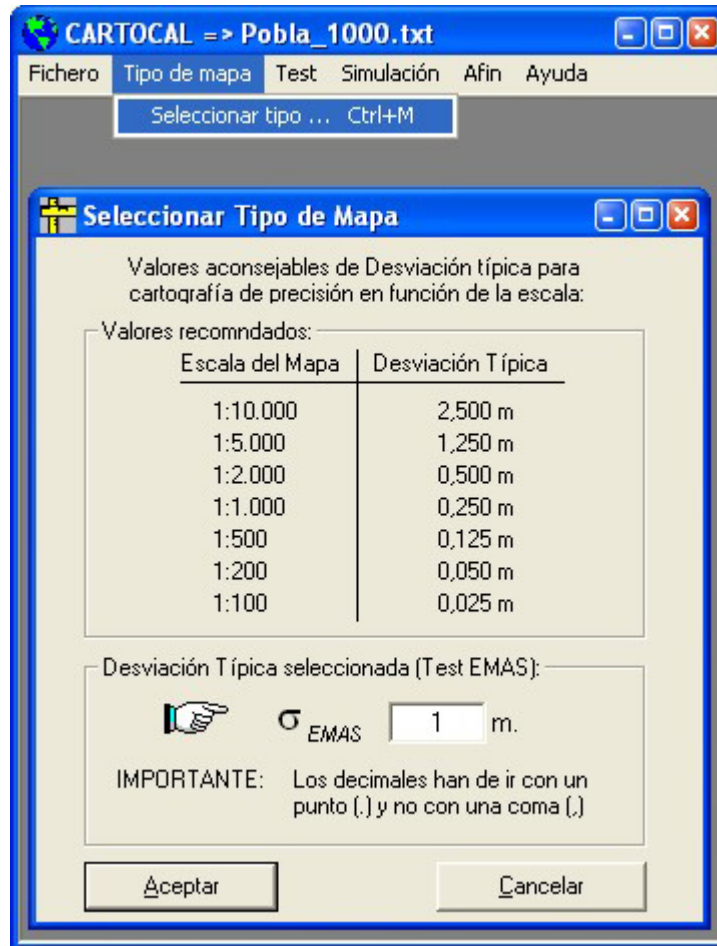 CARTOCAL => Pobla_1000.txt
Fichero Tipo de mapa Test Simulación Afin Ayuda
Seleccionar tipo ... Ctrl+M
Seleccionar Tipo de Mapa
Valores aconsejables de Desviación típica para
cartografía de precisión en función de la escala:
Valores recomndados:
Escala del Mapa Desviación Típica
1:10.000 2,500 m
1:5.000 1,250 m
1:2.000 0,500 m
1:1.000 0,250 m
1:500 0,125 m
1:200 0,050 m
1:100 0,025 m
Desviación Típica seleccionada (Test EMAS):
σ EMAS 1 m.
IMPORTANTE: Los decimales han de ir con un
punto (.) y no con una coma (,)
Aceptar Cancelar